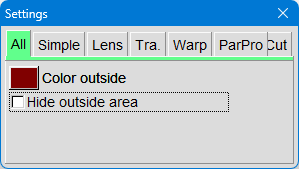 Settings
All Simple Lens Tra. Warp ParPro Cut
Color outside
Hide outside area